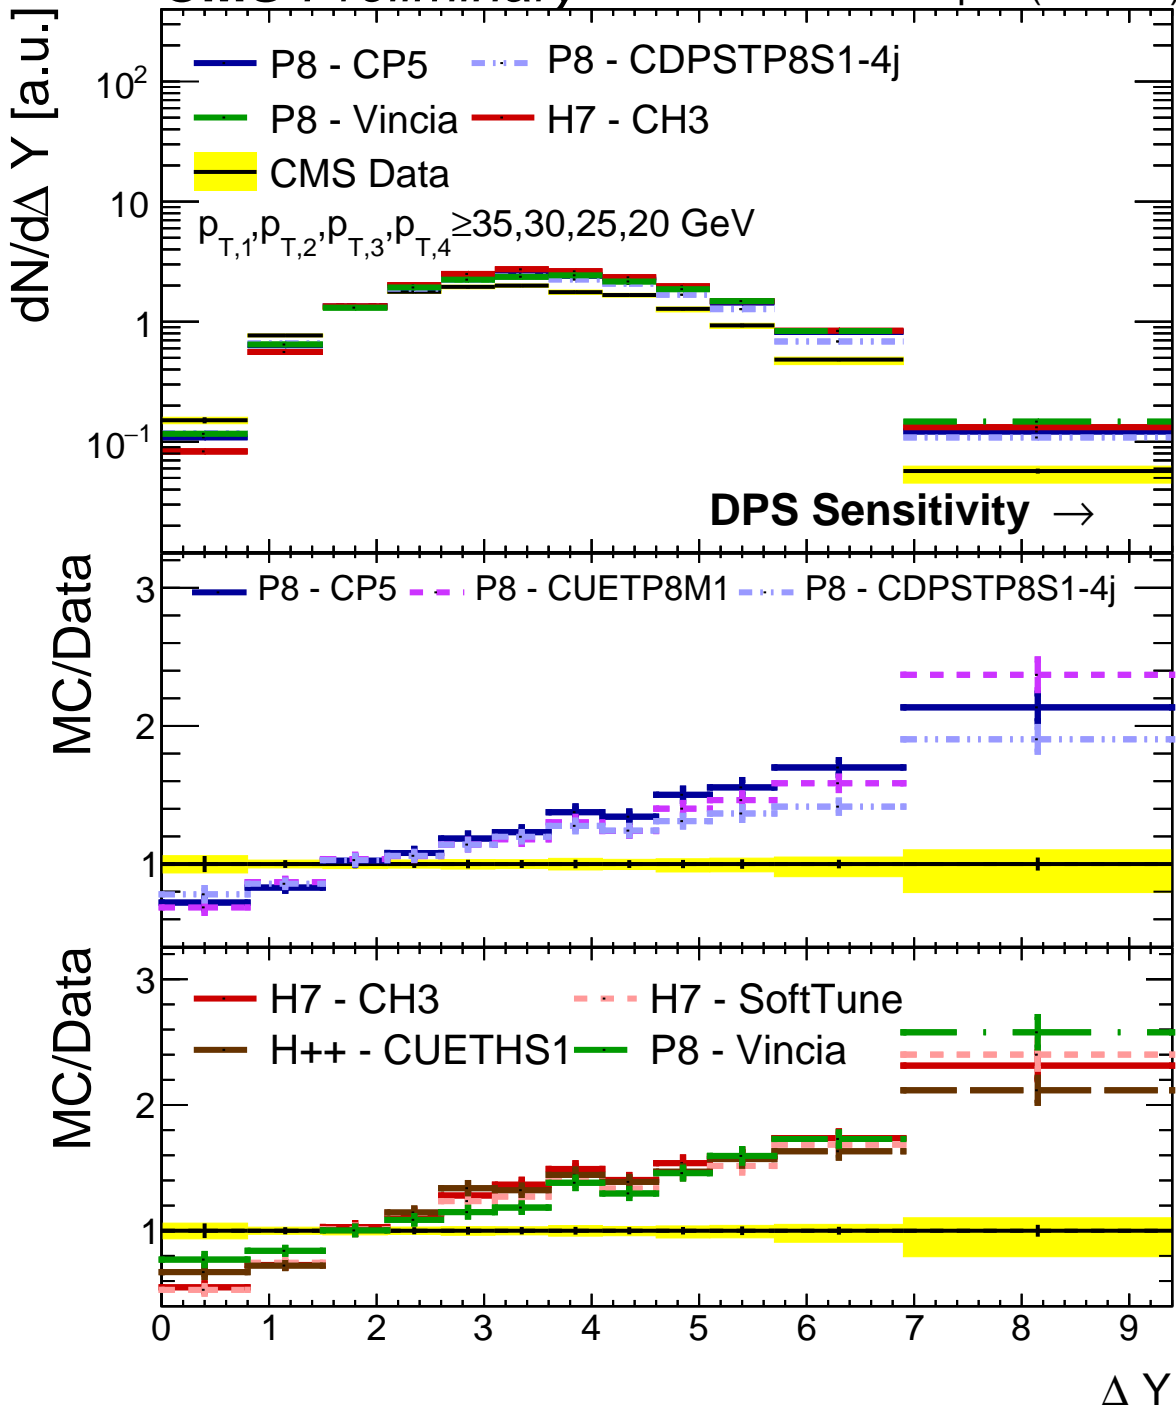 dN/dΔ Y [a.u.]
P8 - CP5 P8 - CDPSTP8S1-4j
P8 - Vincia H7 - CH3
CMS Data
p_T,1,p_T,2,p_T,3,p_T,4≥35,30,25,20 GeV
10²
10
1
10⁻¹
DPS Sensitivity →
MC/Data
P8 - CP5 P8 - CUETP8M1 P8 - CDPSTP8S1-4j
3
2
1
MC/Data
H7 - CH3 H7 - SoftTune
H++ - CUETHS1 P8 - Vincia
3
2
1
0 1 2 3 4 5 6 7 8 9
Δ Y